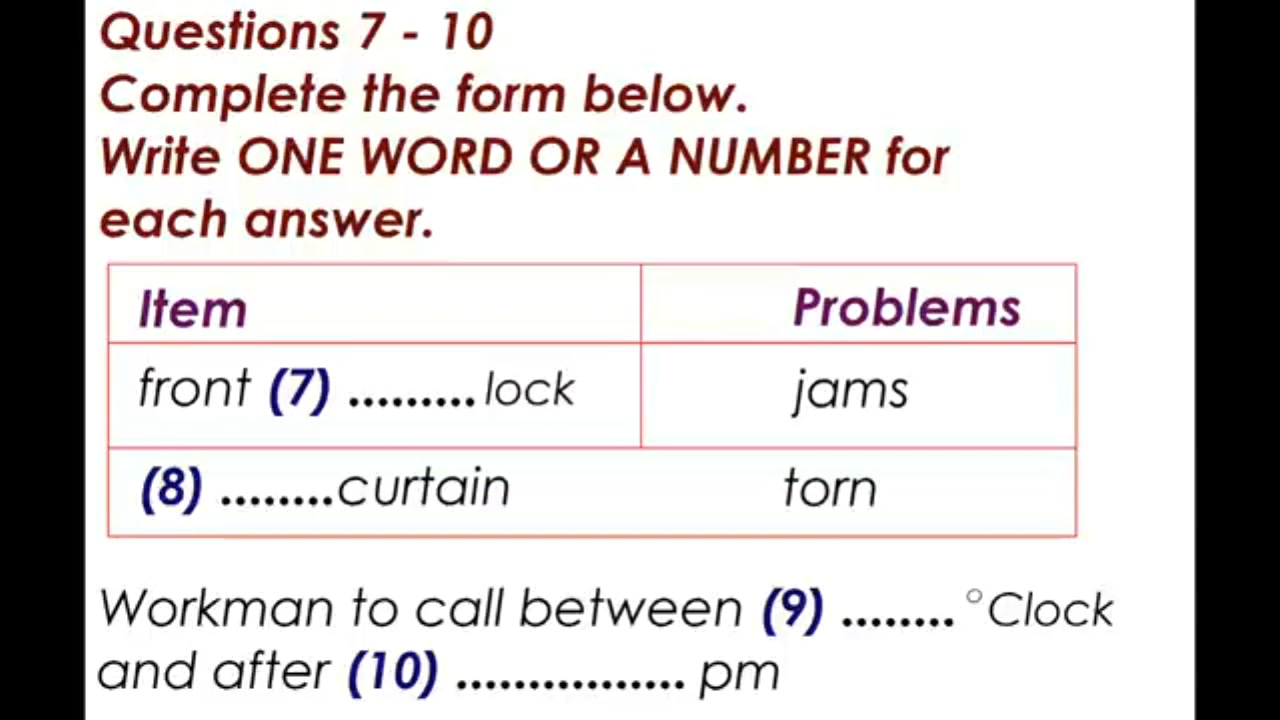 Questions 7 - 10
Complete the form below.
Write ONE WORD OR A NUMBER for
each answer.
Item Problems
front (7) ......... lock jams
(8) ........curtain torn
Workman to call between (9) ........ °Clock
and after (10) ................ pm